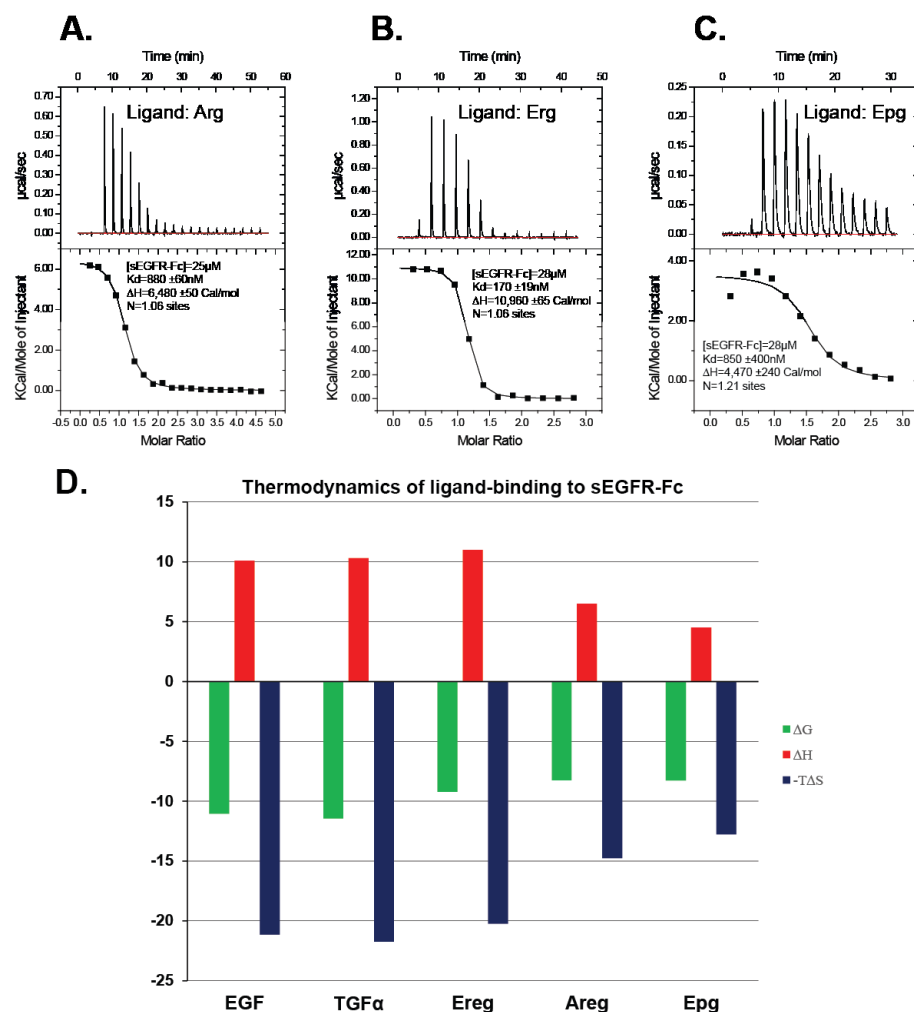 A.
Time (min)
0 10 20 30 40 50 60
0.70
0.60
0.50
0.40
0.30
0.20
0.10
0.00
µcal/sec
Ligand: Arg
6.00
4.00
2.00
0.00
KCal/Mole of Injectant
[sEGFR-Fc]=25µM
Kd=880 ±60nM
ΔH=6,480 ±50 Cal/mol
N=1.06 sites
0.0 0.5 1.0 1.5 2.0 2.5 3.0 3.5 4.0 4.5 5.0
Molar Ratio
B.
Time (min)
0 10 20 30 40 50
1.20
1.00
0.80
0.60
0.40
0.20
0.00
µcal/sec
Ligand: Erg
12.00
10.00
8.00
6.00
4.00
2.00
0.00
KCal/Mole of Injectant
[sEGFR-Fc]=28µM
Kd=170 ±19nM
ΔH=10,960 ±65 Cal/mol
N=1.06 sites
0.0 0.5 1.0 1.5 2.0 2.5 3.0
Molar Ratio
C.
Time (min)
0 10 20 30
0.25
0.20
0.15
0.10
0.05
0.00
µcal/sec
Ligand: Epg
4.00
2.00
0.00
KCal/Mole of Injectant
[sEGFR-Fc]=28µM
Kd=850 ±400nM
ΔH=4,470 ±240 Cal/mol
N=1.21 sites
0.0 0.5 1.0 1.5 2.0 2.5 3.0
Molar Ratio
D.
Thermodynamics of ligand-binding to sEGFR-Fc
15
10
5
0
-5
-10
-15
-20
-25
ΔG
ΔH
-TΔS
EGF TGFα Ereg Areg Epg